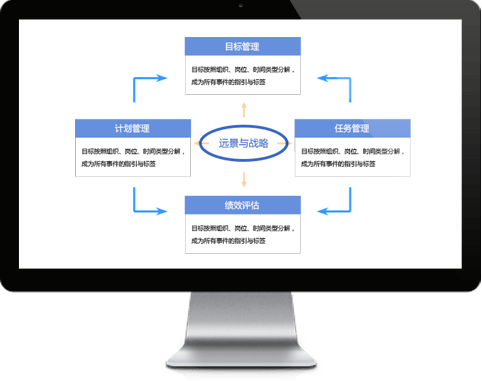 目标管理
目标按照组织、岗位、时间类型分解，
成为所有事件的指引与标签
计划管理
目标按照组织、岗位、时间类型分解，
成为所有事件的指引与标签
远景与战略
任务管理
目标按照组织、岗位、时间类型分解，
成为所有事件的指引与标签
绩效评估
目标按照组织、岗位、时间类型分解，
成为所有事件的指引与标签